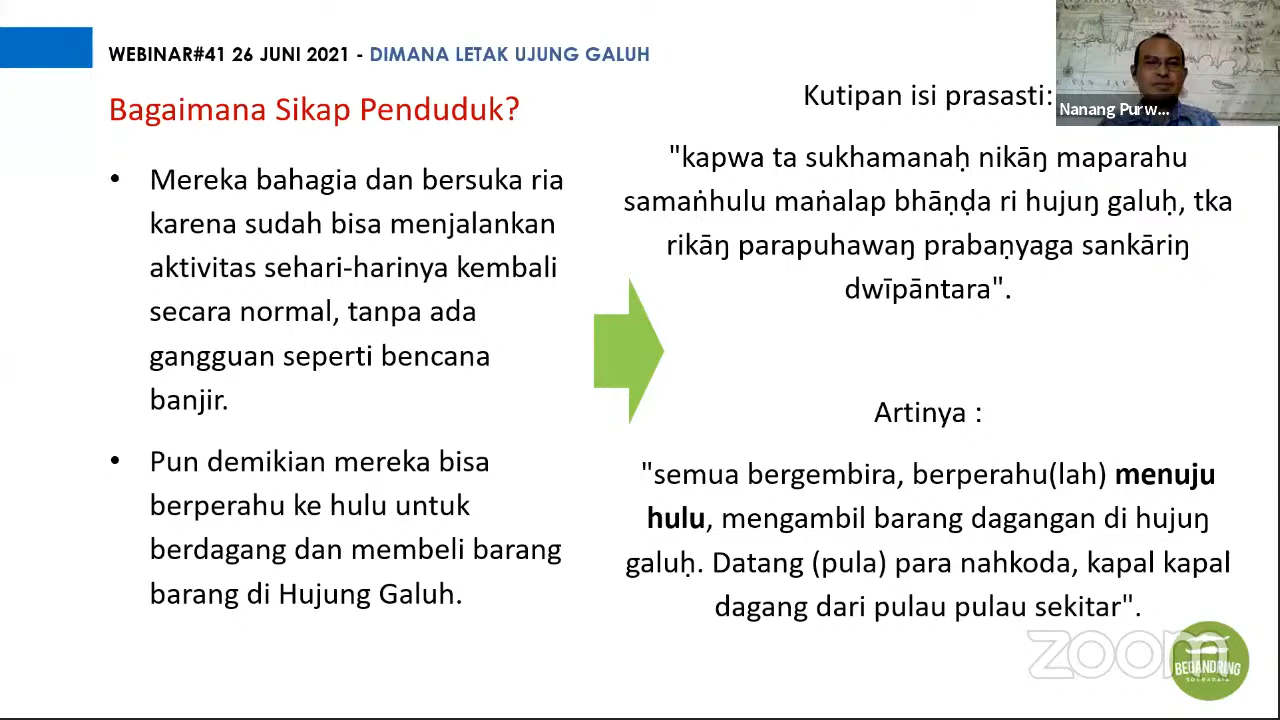 WEBINAR#41 26 JUNI 2021 - DIMANA LETAK UJUNG GALUH
Bagaimana Sikap Penduduk?
• Mereka bahagia dan bersuka ria
karena sudah bisa menjalankan
aktivitas sehari-harinya kembali
secara normal, tanpa ada
gangguan seperti bencana
banjir.
• Pun demikian mereka bisa
berperahu ke hulu untuk
berdagang dan membeli barang
barang di Hujung Galuh.
Kutipan isi prasasti:
"kapwa ta sukhamanaḥ nikāŋ maparahu
samaṅhulu maṅalap bhāṇḍa ri hujuŋ galuḥ, tka
rikāŋ parapuhawaŋ prabaṇyaga sankāriŋ
dwīpāntara".
Artinya :
"semua bergembira, berperahu(lah) menuju
hulu, mengambil barang dagangan di hujuŋ
galuḥ. Datang (pula) para nahkoda, kapal kapal
dagang dari pulau pulau sekitar".
Nanang Purw...
zoom
BEGANDRING
SOERABAIA